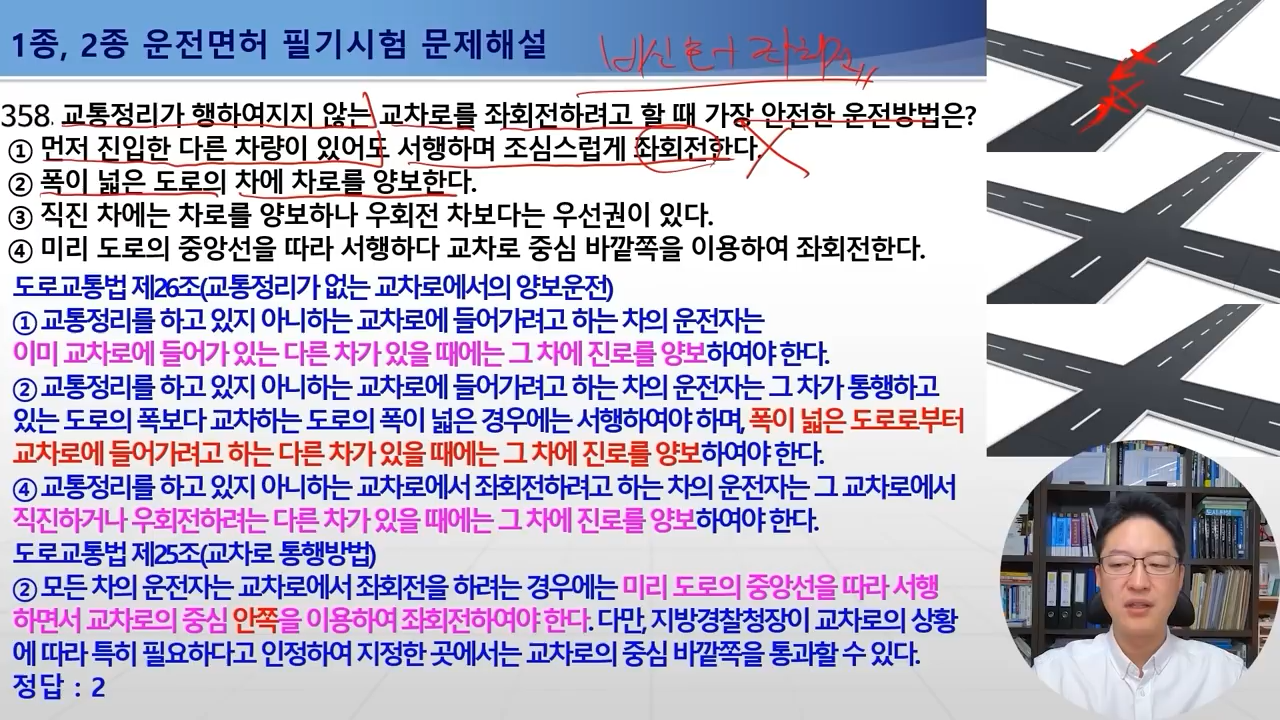 1종, 2종 운전면허 필기시험 문제해설
비신호 좌회전
358. 교통정리가 행하여지지 않는 교차로를 좌회전하려고 할 때 가장 안전한 운전방법은?
① 먼저 진입한 다른 차량이 있어도 서행하며 조심스럽게 좌회전한다.
② 폭이 넓은 도로의 차에 차로를 양보한다.
③ 직진 차에는 차로를 양보하나 우회전 차보다는 우선권이 있다.
④ 미리 도로의 중앙선을 따라 서행하다 교차로 중심 바깥쪽을 이용하여 좌회전한다.
도로교통법 제26조(교통정리가 없는 교차로에서의 양보운전)
① 교통정리를 하고 있지 아니하는 교차로에 들어가려고 하는 차의 운전자는
이미 교차로에 들어가 있는 다른 차가 있을 때에는 그 차에 진로를 양보하여야 한다.
② 교통정리를 하고 있지 아니하는 교차로에 들어가려고 하는 차의 운전자는 그 차가 통행하고
있는 도로의 폭보다 교차하는 도로의 폭이 넓은 경우에는 서행하여야 하며, 폭이 넓은 도로로부터
교차로에 들어가려고 하는 다른 차가 있을 때에는 그 차에 진로를 양보하여야 한다.
④ 교통정리를 하고 있지 아니하는 교차로에서 좌회전하려고 하는 차의 운전자는 그 교차로에서
직진하거나 우회전하려는 다른 차가 있을 때에는 그 차에 진로를 양보하여야 한다.
도로교통법 제25조(교차로 통행방법)
② 모든 차의 운전자는 교차로에서 좌회전을 하려는 경우에는 미리 도로의 중앙선을 따라 서행
하면서 교차로의 중심 안쪽을 이용하여 좌회전하여야 한다. 다만, 지방경찰청장이 교차로의 상황
에 따라 특히 필요하다고 인정하여 지정한 곳에서는 교차로의 중심 바깥쪽을 통과할 수 있다.
정답 : 2